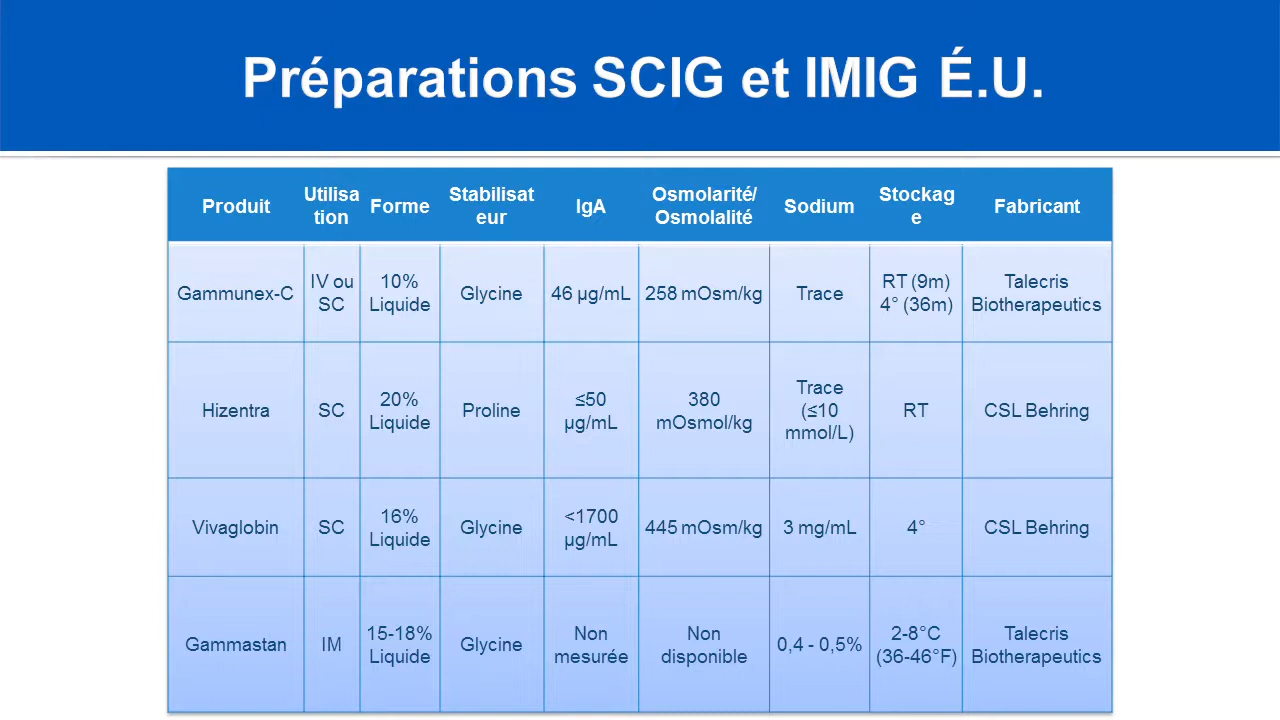 Préparations SCIG et IMIG É.U.
Produit
Utilisa
tion
Forme
Stabilisat
eur
IgA
Osmolarité/
Osmolalité
Sodium
Stockag
e
Fabricant
Gammunex-C
IV ou
SC
10%
Liquide
Glycine
46 µg/mL
258 mOsm/kg
Trace
RT (9m)
4° (36m)
Talecris
Biotherapeutics
Hizentra
SC
20%
Liquide
Proline
≤50
µg/mL
380
mOsmol/kg
Trace
(≤10
mmol/L)
RT
CSL Behring
Vivaglobin
SC
16%
Liquide
Glycine
<1700
µg/mL
445 mOsm/kg
3 mg/mL
4°
CSL Behring
Gammastan
IM
15-18%
Liquide
Glycine
Non
mesurée
Non
disponible
0,4 - 0,5%
2-8°C
(36-46°F)
Talecris
Biotherapeutics